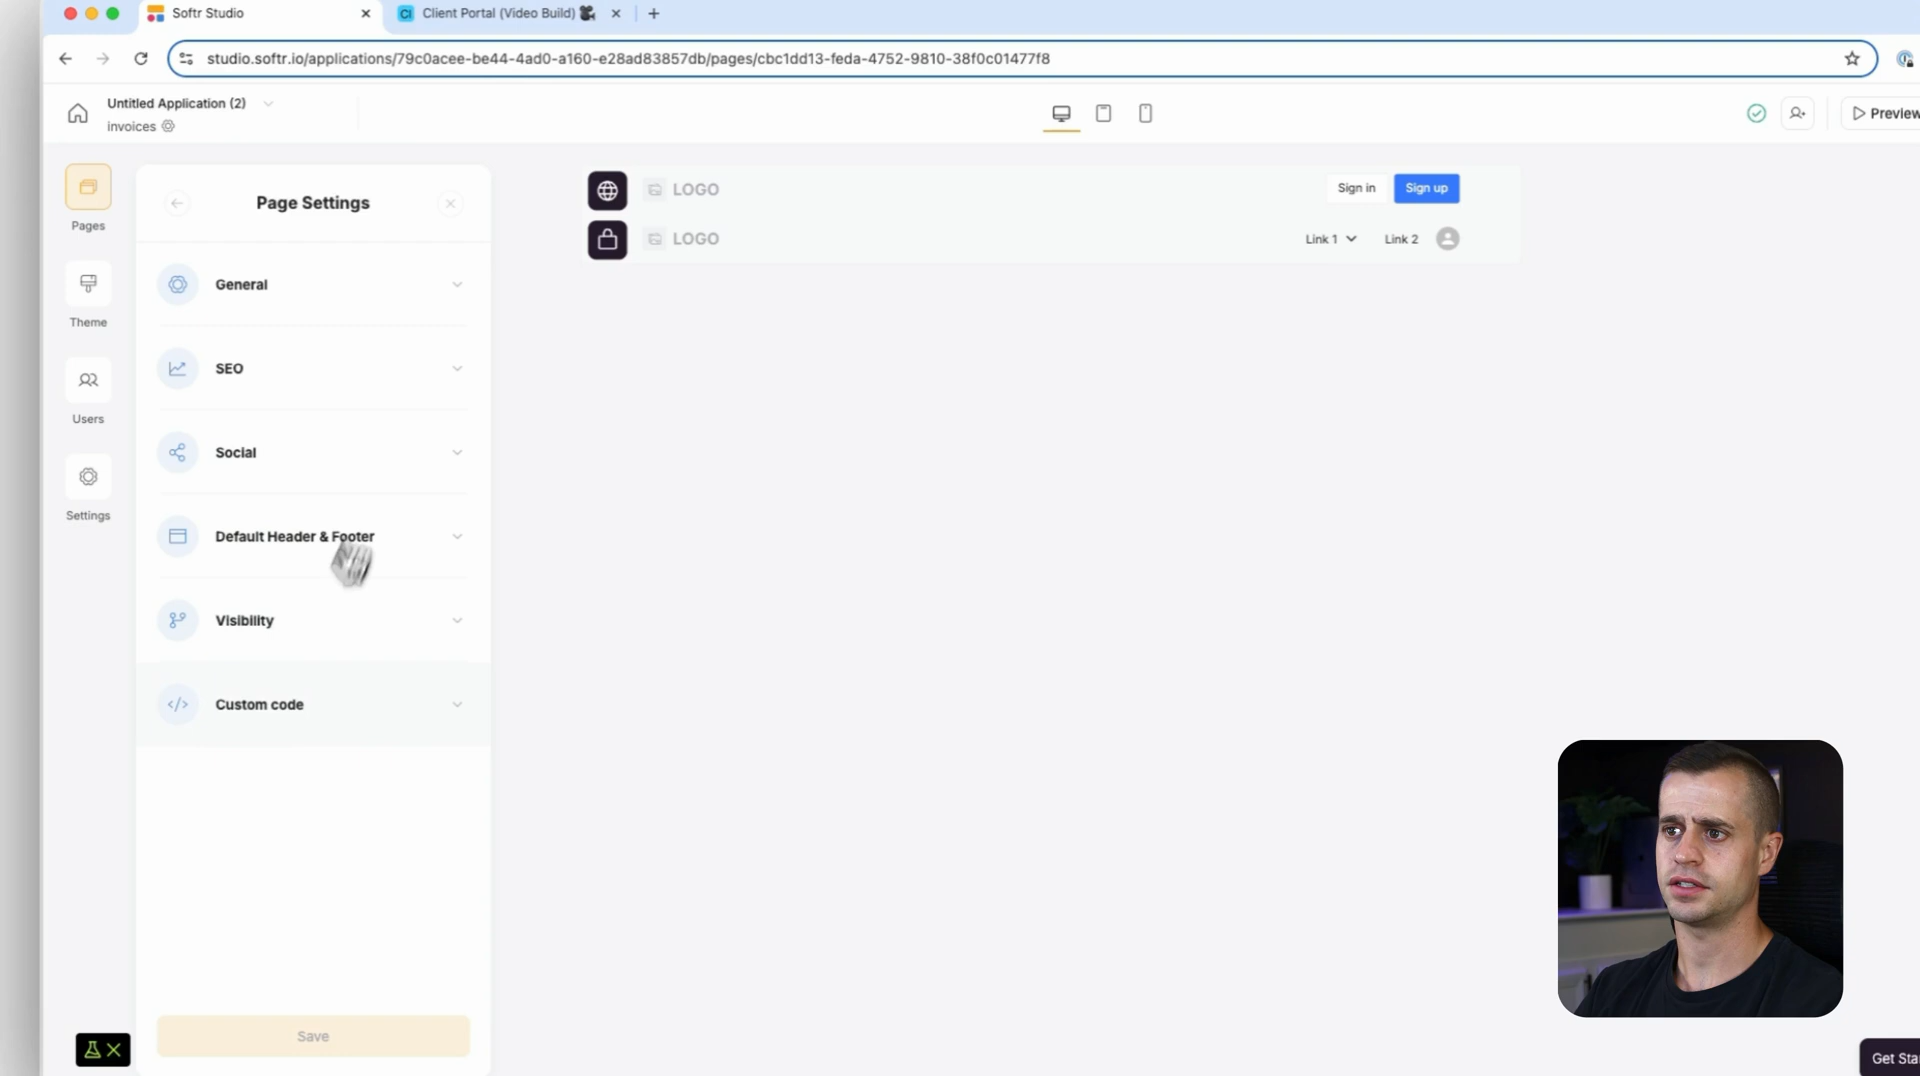 Softr Studio
Client Portal (Video Build)
studio.softr.io/applications/79c0acee-be44-4ad0-a160-e28ad83857db/pages/cbc1dd13-feda-4752-9810-38f0c01477f8
Untitled Application (2)
invoices
Preview
Pages
Theme
Users
Settings
Page Settings
General
SEO
Social
Default Header & Footer
Visibility
Custom code
Save
LOGO
Sign in
Sign up
LOGO
Link 1
Link 2
Get Sta